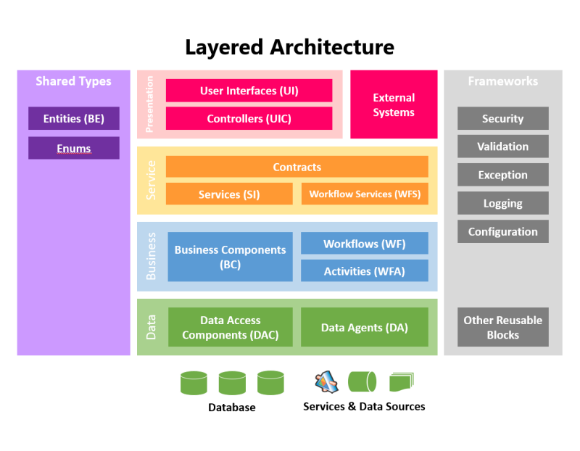 Layered Architecture
Shared Types
Entities (BE)
Enums
Presentation
User Interfaces (UI)
Controllers (UIC)
External
Systems
Service
Contracts
Services (SI)
Workflow Services (WFS)
Business
Business Components
(BC)
Workflows (WF)
Activities (WFA)
Data
Data Access
Components (DAC)
Data Agents (DA)
Frameworks
Security
Validation
Exception
Logging
Configuration
Other Reusable
Blocks
Database
Services & Data Sources